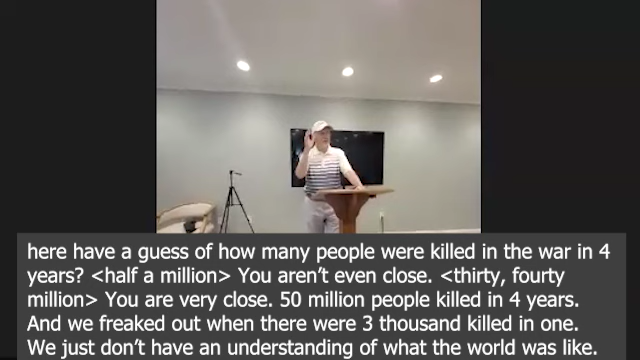 here have a guess of how many people were killed in the war in 4
years? <half a million> You aren't even close. <thirty, fourty
million> You are very close. 50 million people killed in 4 years.
And we freaked out when there were 3 thousand killed in one.
We just don't have an understanding of what the world was like.